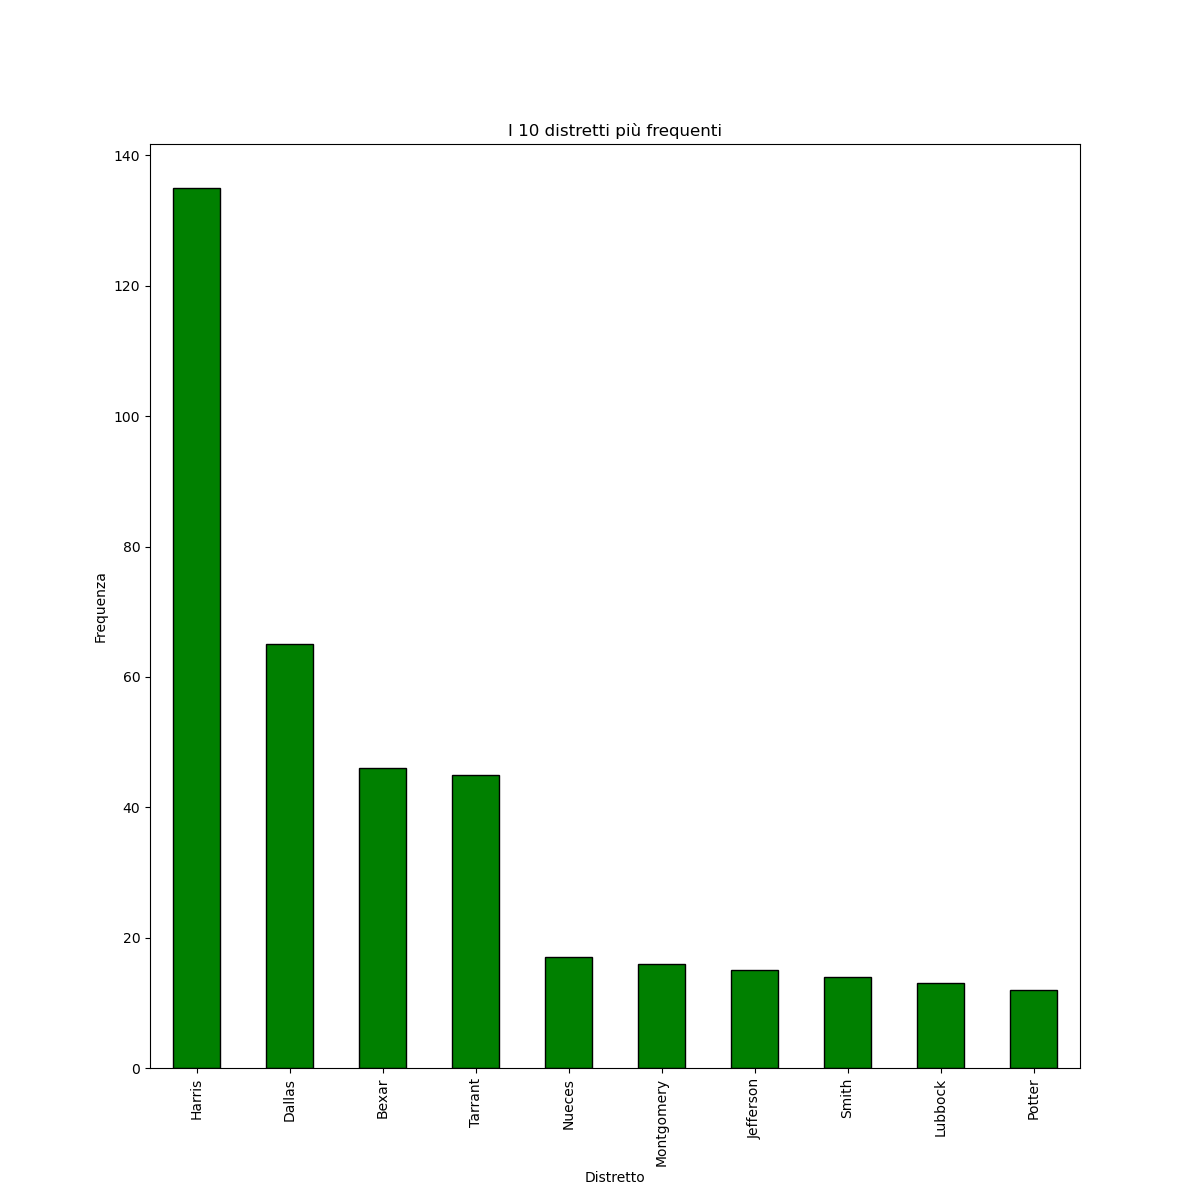 I 10 distretti più frequenti
140
120
100
80
60
40
20
0
Frequenza
Harris
Dallas
Bexar
Tarrant
Nueces
Montgomery
Jefferson
Smith
Lubbock
Potter
Distretto